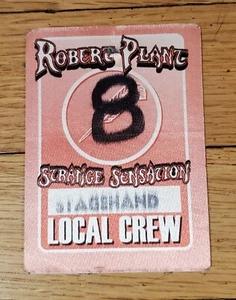 ROBERT PLANT
8
STRANGE SENSATION
STAGEHAND
LOCAL CREW